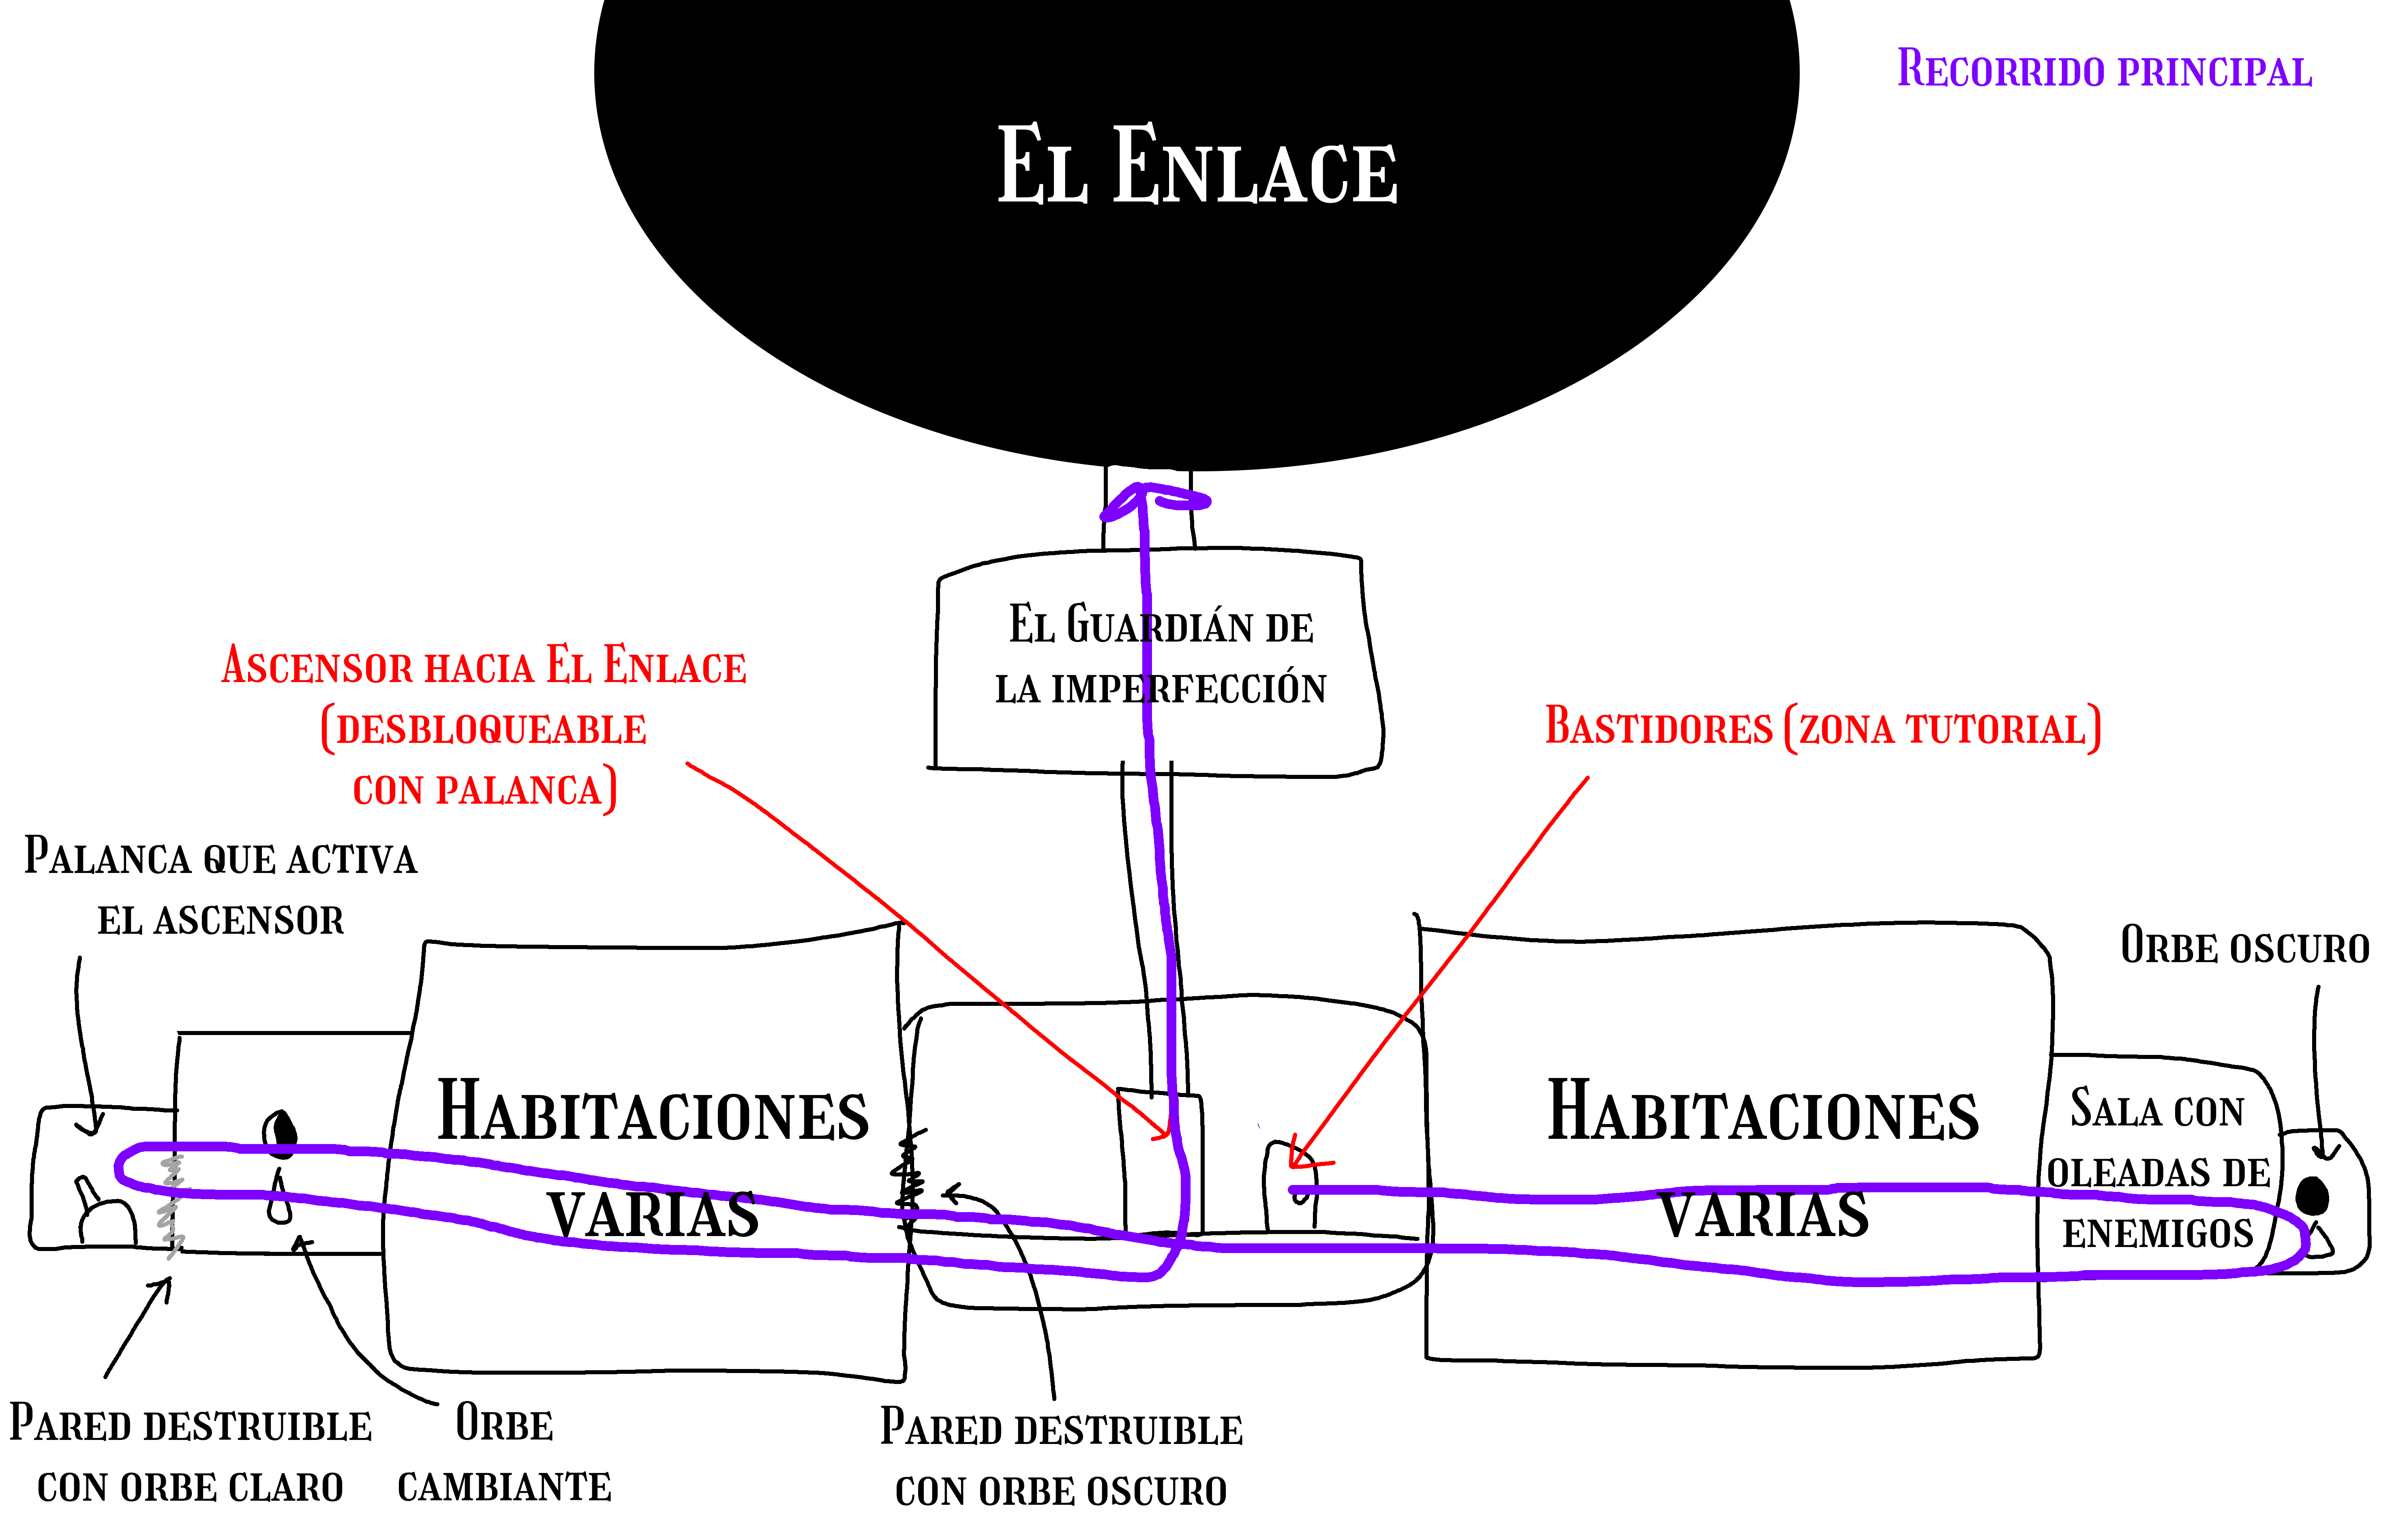 Recorrido principal
El Enlace
El Guardián de
la imperfección
Ascensor hacia El Enlace
(desbloqueable
con palanca)
Bastidores (zona tutorial)
Palanca que activa
el ascensor
Orbe oscuro
Habitaciones
varias
Habitaciones
varias
Sala con
oleadas de
enemigos
Pared destruible
con orbe claro
Orbe
cambiante
Pared destruible
con orbe oscuro